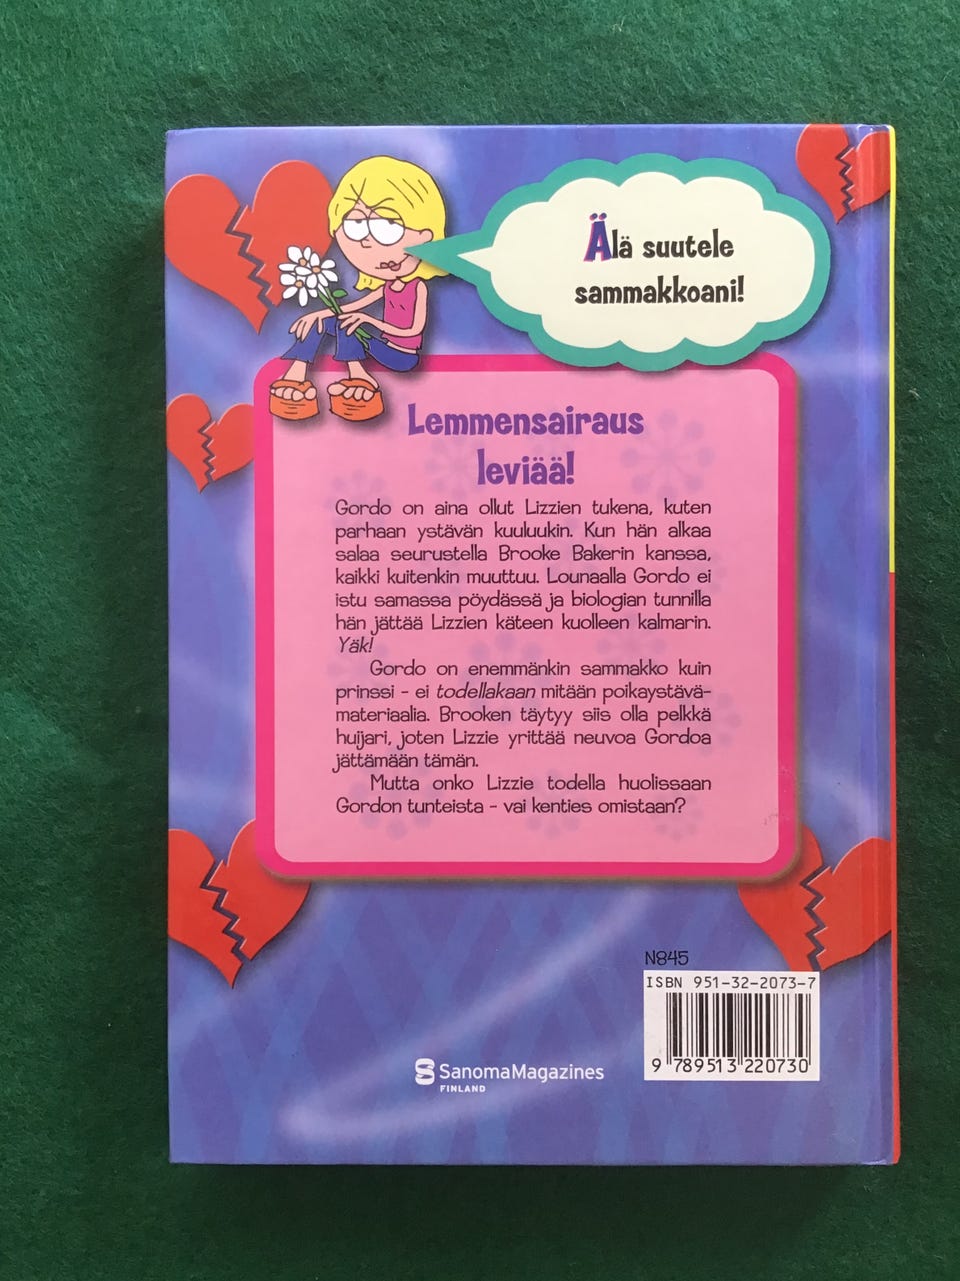 Älä suutele
sammakkoani!
Lemmensairaus
leviää!
Gordo on aina ollut Lizzien tukena, kuten
parhaan ystävän kuuluukin. Kun hän alkaa
salaa seurustella Brooke Bakerin kanssa,
kaikki kuitenkin muuttuu. Lounaalla Gordo ei
istu samassa pöydässä ja biologian tunnilla
hän jättää Lizzien käteen kuolleen kalmarin.
Yäk!
Gordo on enemmänkin sammakko kuin
prinssi - ei todellakaan mitään poikaystävä-
materiaalia. Brooken täytyy siis olla pelkkä
huijari, joten Lizzie yrittää neuvoa Gordoa
jättämään tämän.
Mutta onko Lizzie todella huolissaan
Gordon tunteista - vai kenties omistaan?
N845
ISBN 951-32-2073-7
9 789513 220730
SanomaMagazines
FINLAND